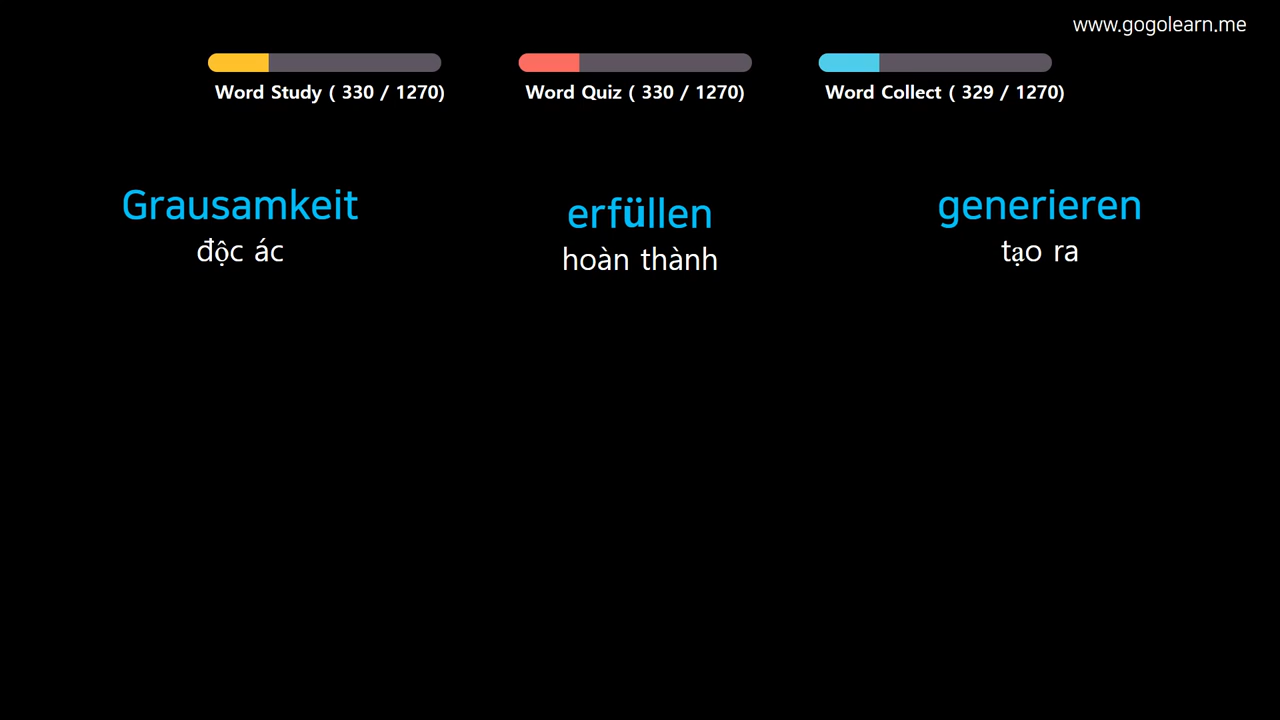 www.gogolearn.me
Word Study ( 330 / 1270)
Word Quiz ( 330 / 1270)
Word Collect ( 329 / 1270)
Grausamkeit
độc ác
erfüllen
hoàn thành
generieren
tạo ra